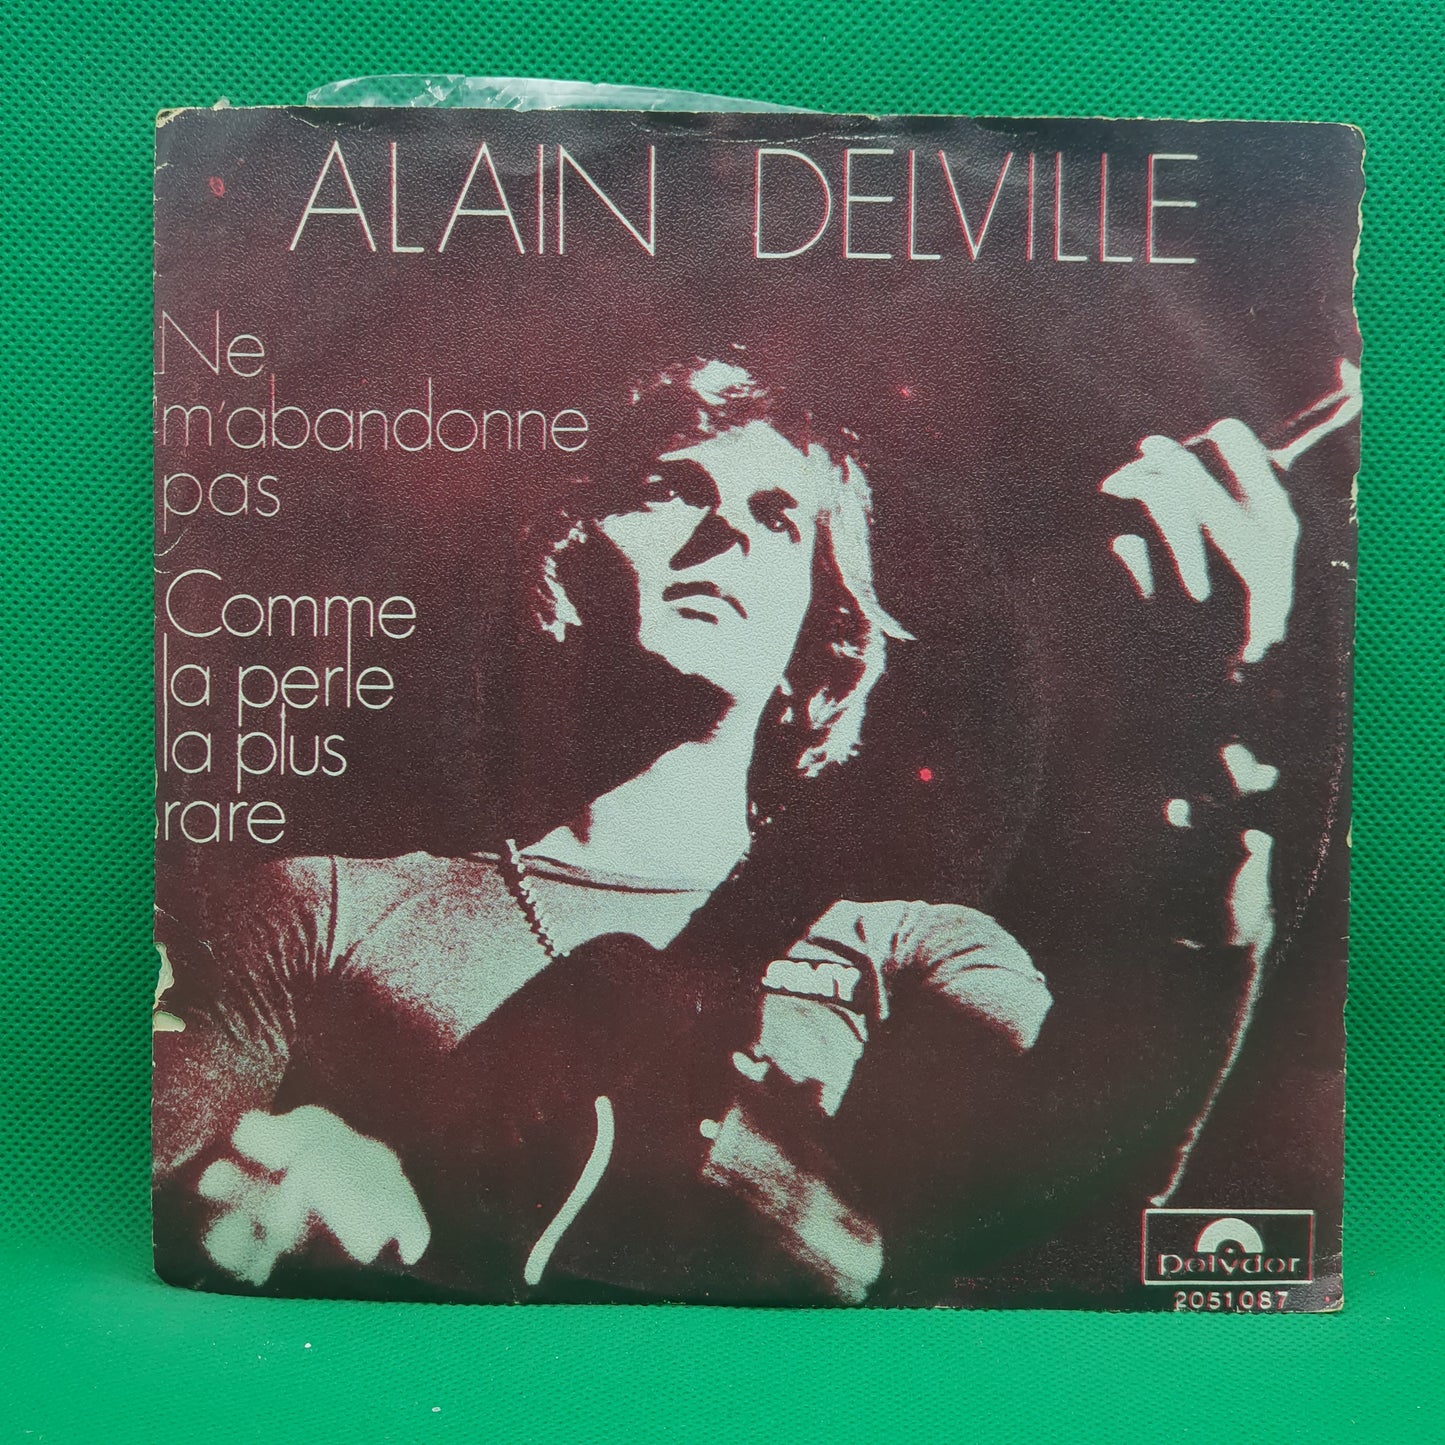 ALAIN DELVILLE
Ne
m'abandonne
pas
Comme
la perle
la plus
rare
polydor
2051087